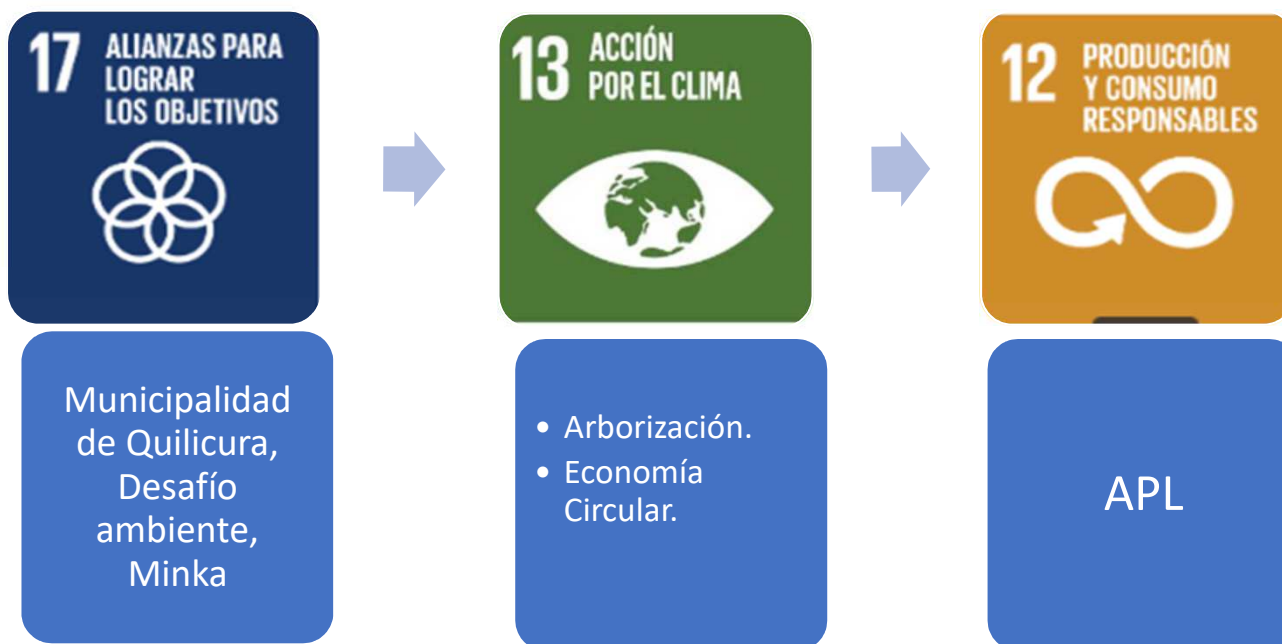 17 ALIANZAS PARA
LOGRAR
LOS OBJETIVOS
Municipalidad
de Quilicura,
Desafío
ambiente,
Minka
13 ACCIÓN
POR EL CLIMA
• Arborización.
• Economía
Circular.
12 PRODUCCIÓN
Y CONSUMO
RESPONSABLES
APL